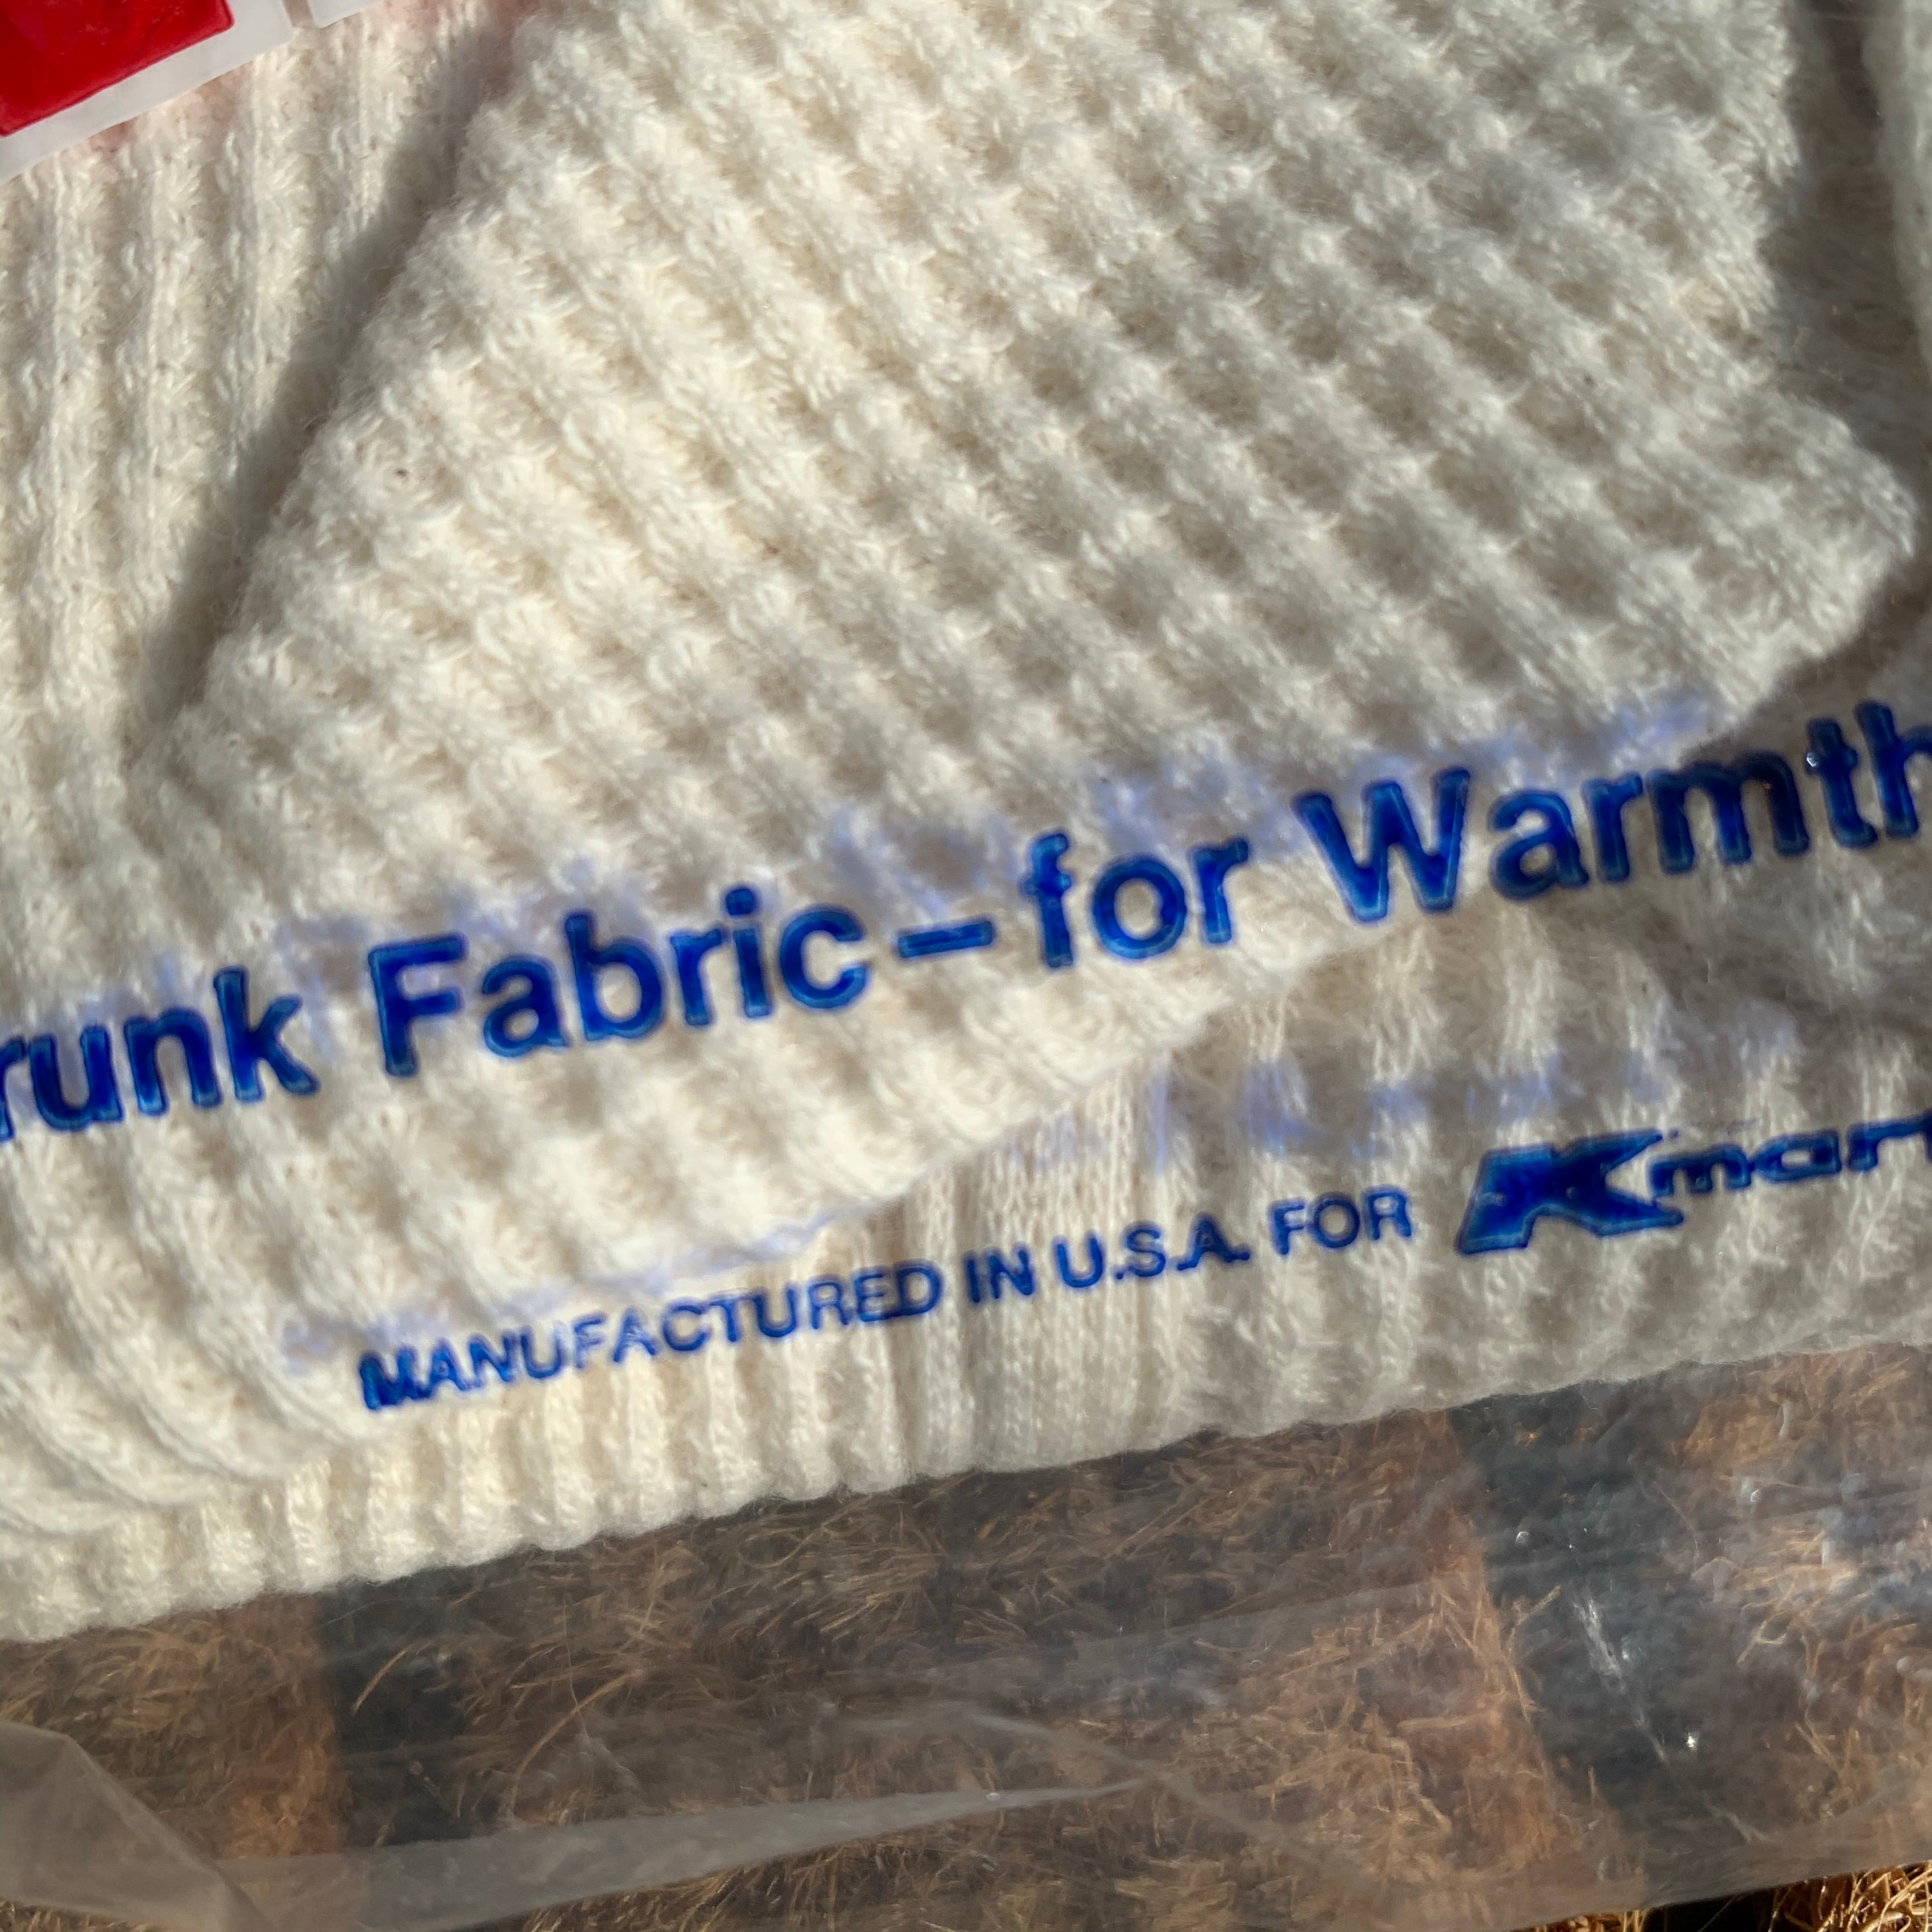 runk Fabric – for Warmth
MANUFACTURED IN U.S.A. FOR Kmart